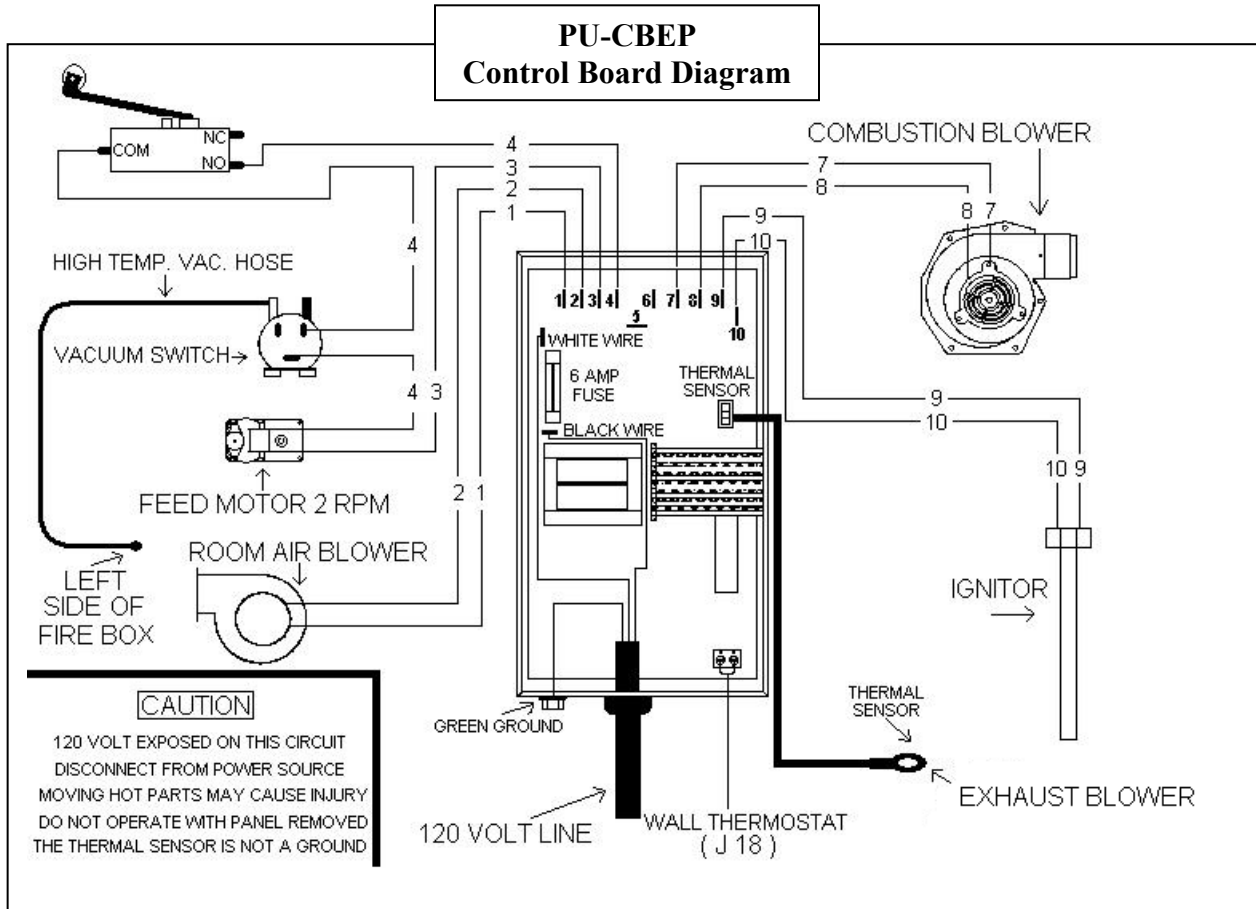 PU-CBEP
Control Board Diagram
NC
COM
NO
4
3
2
1
4
HIGH TEMP. VAC. HOSE
VACUUM SWITCH
4 3
FEED MOTOR 2 RPM
2 1
ROOM AIR BLOWER
LEFT
SIDE OF
FIRE BOX
COMBUSTION BLOWER
7
8
8 7
9
10
1 2 3 4 6 7 8 9
5
10
WHITE WIRE
6 AMP
FUSE
BLACK WIRE
THERMAL
SENSOR
9
10
10 9
IGNITOR
GREEN GROUND
120 VOLT LINE
WALL THERMOSTAT
( J 18 )
THERMAL
SENSOR
EXHAUST BLOWER
CAUTION
120 VOLT EXPOSED ON THIS CIRCUIT
DISCONNECT FROM POWER SOURCE
MOVING HOT PARTS MAY CAUSE INJURY
DO NOT OPERATE WITH PANEL REMOVED
THE THERMAL SENSOR IS NOT A GROUND